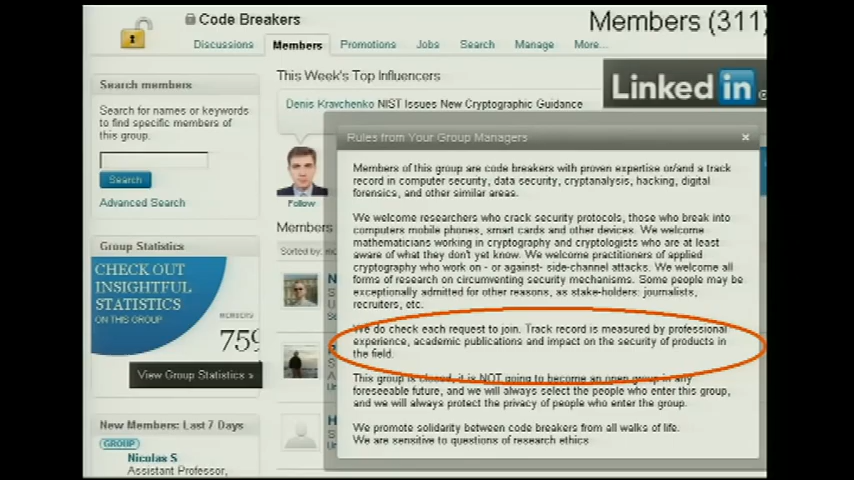 Code Breakers
Members (311)
Discussions Members Promotions Jobs Search Manage More...
Search members
Search for names or keywords
to find specific members of
this group.
Search
Advanced Search
Group Statistics
CHECK OUT
INSIGHTFUL
STATISTICS
ON THIS GROUP
MEMBERS
759
View Group Statistics »
New Members: Last 7 Days
GROUP
Nicolas S
Assistant Professor,
This Week's Top Influencers
Linked in
Denis Kravchenko NIST Issues New Cryptographic Guidance
Follow
Members
Sorted by:
Rules from Your Group Managers
Members of this group are code breakers with proven expertise or/and a track
record in computer security, data security, cryptanalysis, hacking, digital
forensics, and other similar areas.
We welcome researchers who crack security protocols, those who break into
computers mobile phones, smart cards and other devices. We welcome
mathematicians working in cryptography and cryptologists who are at least
aware of what they don't yet know. We welcome practitioners of applied
cryptography who work on - or against- side-channel attacks. We welcome all
forms of research on circumventing security mechanisms. Some people may be
exceptionally admitted for other reasons, as stake-holders: journalists,
recruiters, etc.
We do check each request to join. Track record is measured by professional
experience, academic publications and impact on the security of products in
the field.
This group is closed, it is NOT going to become an open group in any
foreseeable future, and we will always select the people who enter this group,
and we will always protect the privacy of people who enter the group.
We promote solidarity between code breakers from all walks of life.
We are sensitive to questions of research ethics